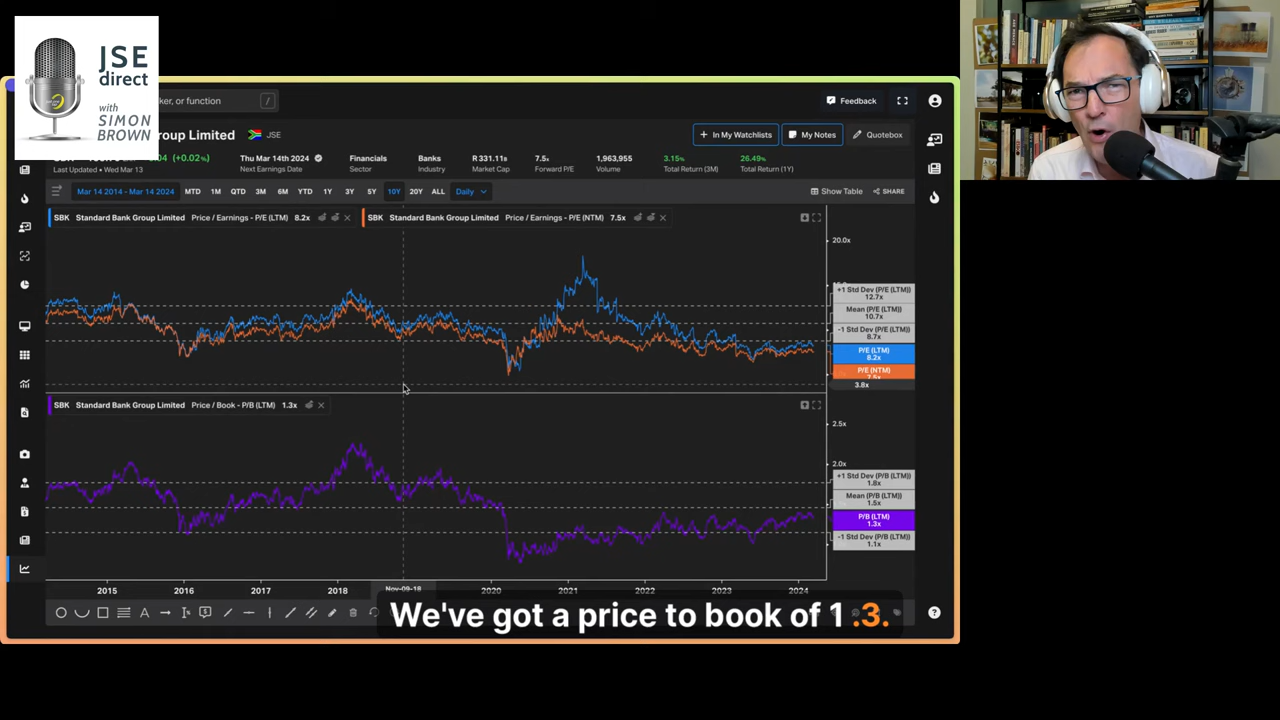 JSE
direct
with
SIMON
BROWN
ker, or function
/
Feedback
Group Limited
JSE
In My Watchlists
My Notes
Quotebox
(+0.02%)
Thu Mar 14th 2024
Financials
Banks
R 331.11B
7.5x
1,963,955
3.15%
26.49%
Last Updated • Wed Mar 13
Next Earnings Date
Sector
Industry
Market Cap
Forward P/E
Volume
Total Return (3M)
Total Return (1Y)
Mar 14 2014 - Mar 14 2024
MTD
1M
QTD
3M
6M
YTD
1Y
3Y
5Y
10Y
20Y
ALL
Daily
Show Table
SHARE
SBK Standard Bank Group Limited Price / Earnings - P/E (LTM) 8.2x
SBK Standard Bank Group Limited Price / Earnings - P/E (NTM) 7.5x
20.0x
+1 Std Dev (P/E (LTM))
12.7x
Mean (P/E (LTM))
10.7x
-1 Std Dev (P/E (LTM))
8.7x
P/E (LTM)
8.2x
P/E (NTM)
7.5x
3.8x
SBK Standard Bank Group Limited Price / Book - P/B (LTM) 1.3x
2.5x
2.0x
+1 Std Dev (P/B (LTM))
1.8x
Mean (P/B (LTM))
1.5x
P/B (LTM)
1.3x
-1 Std Dev (P/B (LTM))
1.1x
2015
2016
2017
2018
Nov-09-18
2020
2021
2022
2023
2024
We've got a price to book of 1 .3.